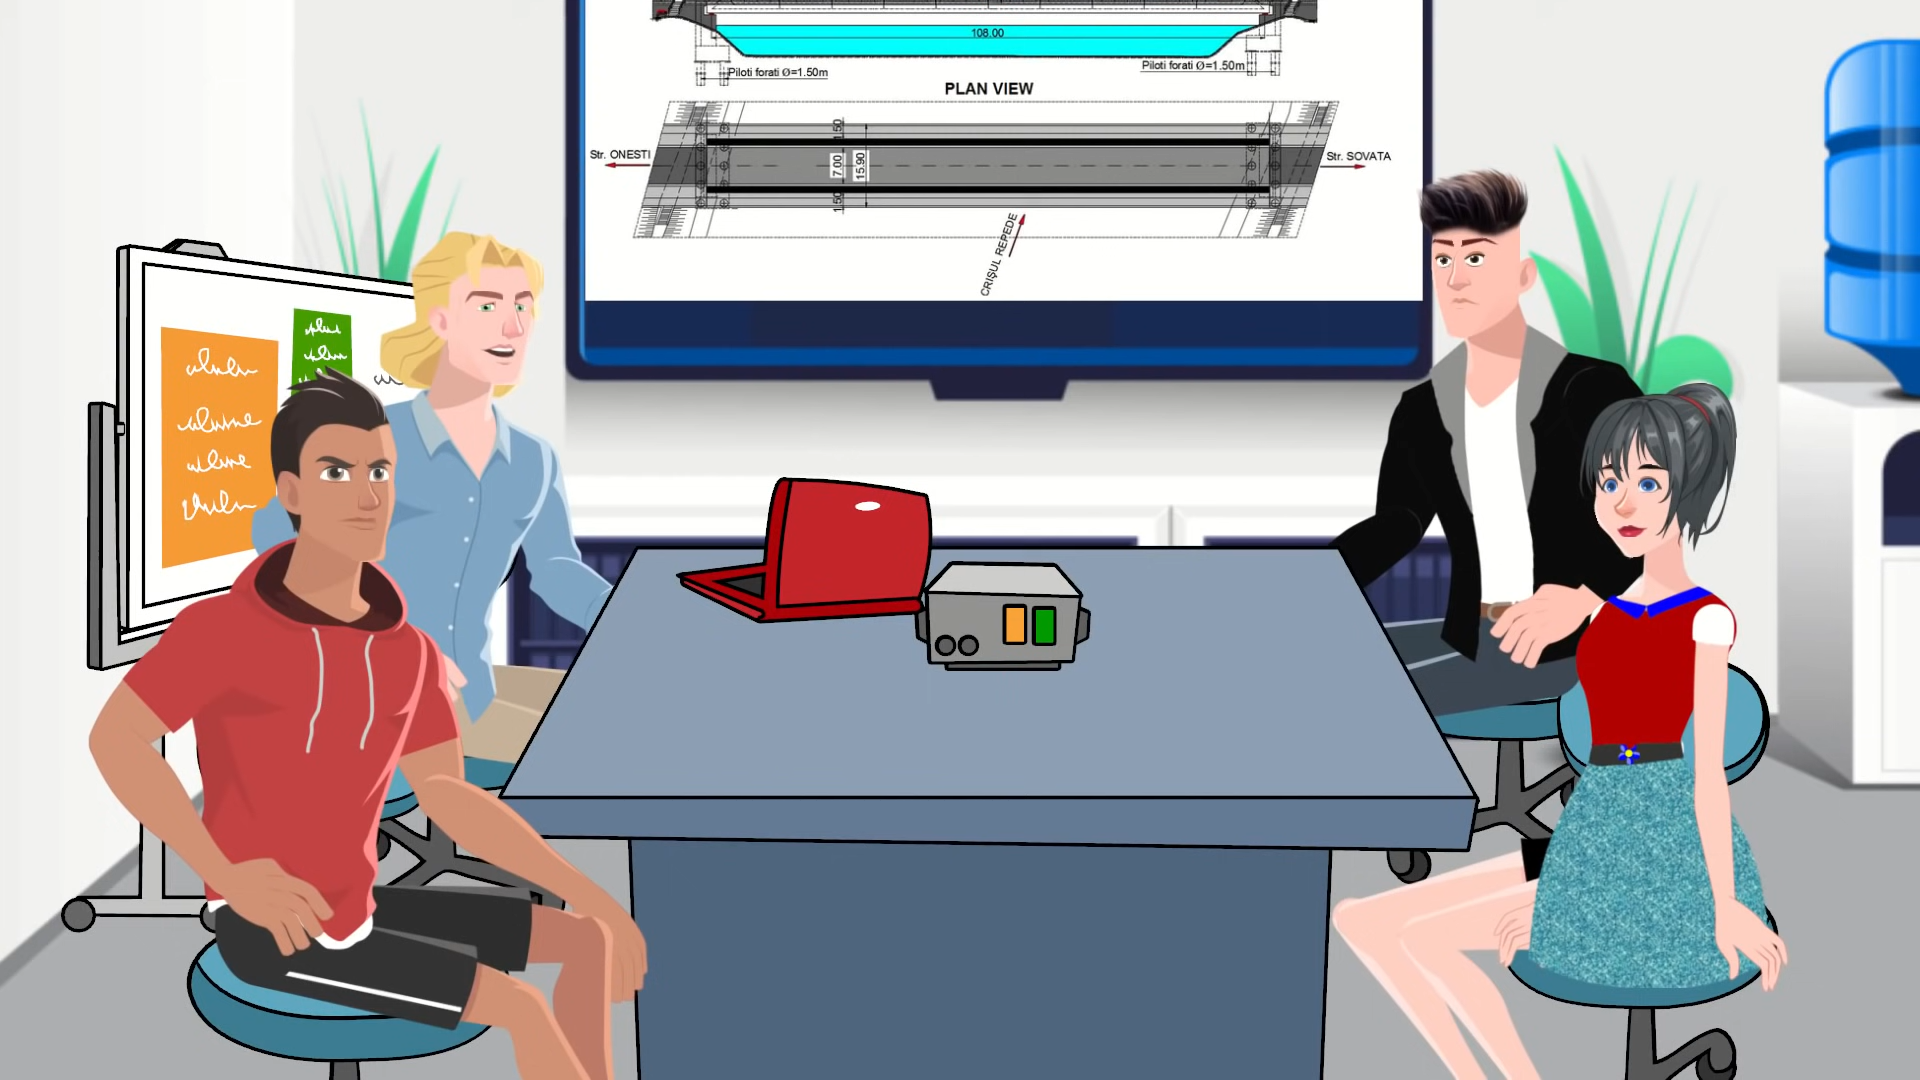 108.00
Piloti forati Ø=1.50m
Piloti forati Ø=1.50m
PLAN VIEW
1.50
Str. ONESTI
7.00
15.90
Str. SOVATA
1.50
CRIŞUL REPEDE